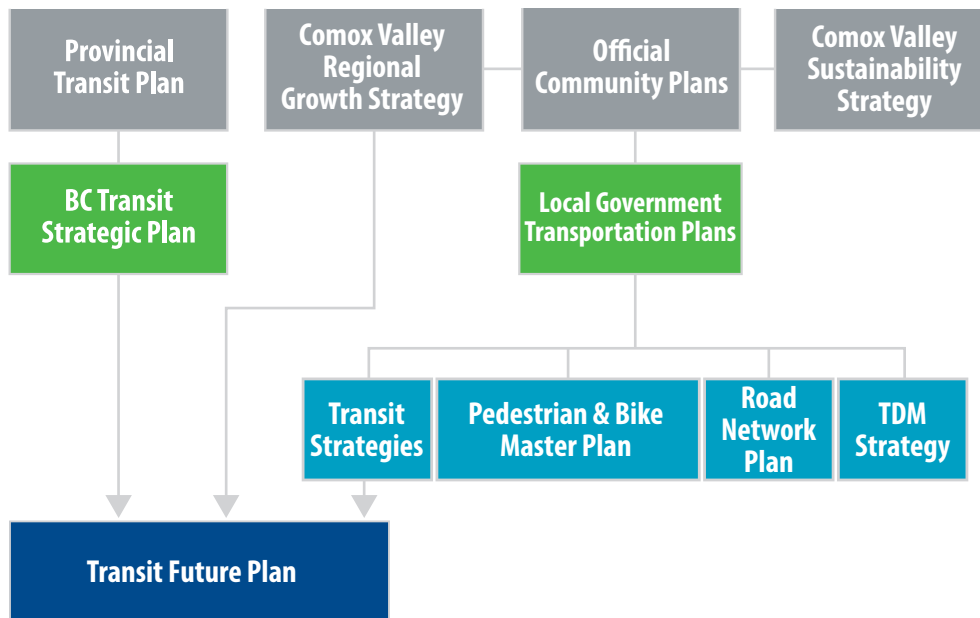 Provincial
Transit Plan
Comox Valley
Regional
Growth Strategy
Official
Community Plans
Comox Valley
Sustainability
Strategy
BC Transit
Strategic Plan
Local Government
Transportation Plans
Transit
Strategies
Pedestrian & Bike
Master Plan
Road
Network
Plan
TDM
Strategy
Transit Future Plan